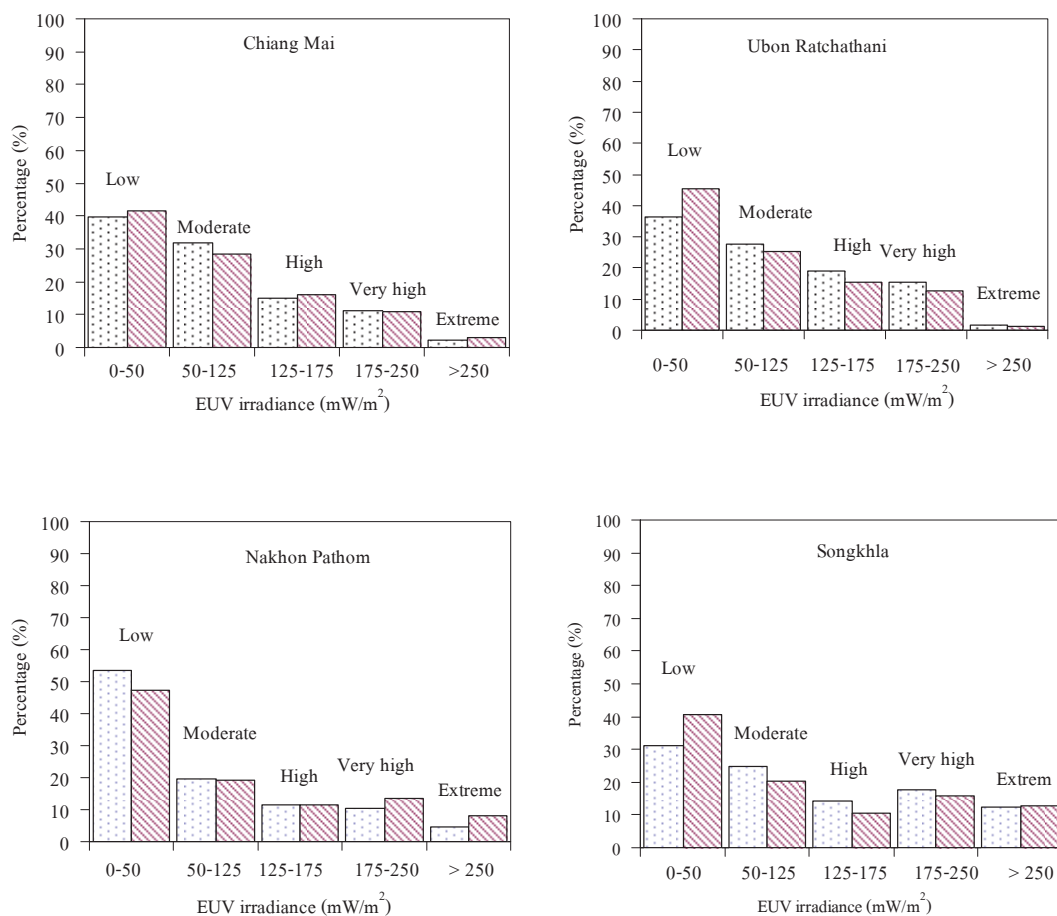 Chiang Mai
Percentage (%)
100
90
80
70
60
50
40
30
20
10
0
Low
Moderate
High
Very high
Extreme
0-50 50-125 125-175 175-250 >250
EUV irradiance (mW/m²)
Ubon Ratchathani
Percentage (%)
100
90
80
70
60
50
40
30
20
10
0
Low
Moderate
High
Very high
Extreme
0-50 50-125 125-175 175-250 > 250
EUV irradiance (mW/m²)
Nakhon Pathom
Percentage (%)
100
90
80
70
60
50
40
30
20
10
0
Low
Moderate
High
Very high
Extreme
0-50 50-125 125-175 175-250 > 250
EUV irradiance (mW/m²)
Songkhla
Percentage (%)
100
90
80
70
60
50
40
30
20
10
0
Low
Moderate
High
Very high
Extrem
0-50 50-125 125-175 175-250 > 250
EUV irradiance (mW/m²)